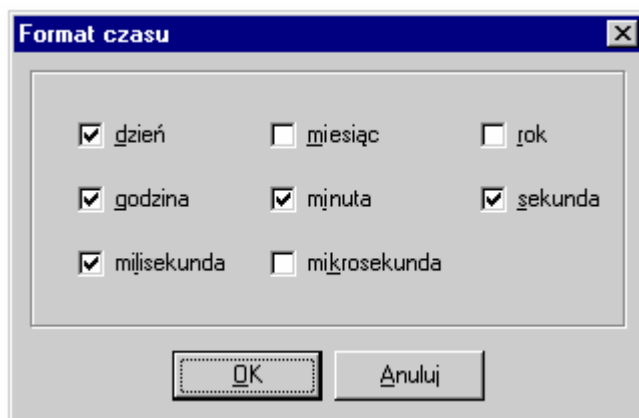 Format czasu
dzień miesiąc rok
godzina minuta sekunda
milisekunda mikrosekunda
OK Anuluj